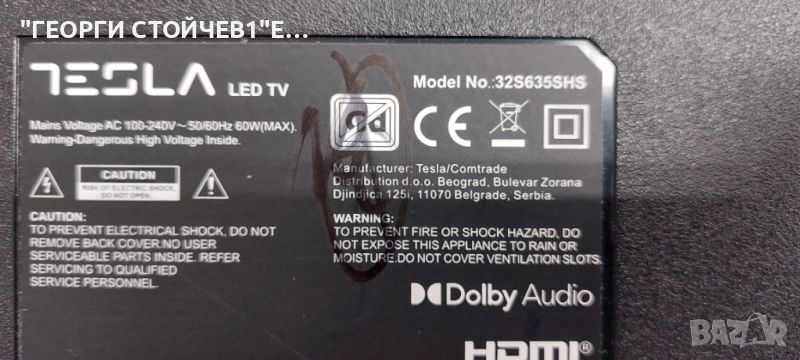 "ГЕОРГИ СТОЙЧЕВ1"Е...
TESLA LED TV
Model No.:32S635SHS
Mains Voltage AC 100-240V~50/60Hz 60W(MAX).
Warning-Dangerous High Voltage Inside.
CAUTION
RISK OF ELECTRIC SHOCK,
DO NOT OPEN
Manufacturer: Tesla/Comtrade
Distribution d.o.o. Beograd, Bulevar Zorana
Djindjica 125i, 11070 Belgrade, Serbia.
CAUTION:
TO PREVENT ELECTRICAL SHOCK, DO NOT
REMOVE BACK COVER.NO USER
SERVICEABLE PARTS INSIDE. REFER
SERVICING TO QUALIFIED
SERVICE PERSONNEL.
WARNING:
TO PREVENT FIRE OR SHOCK HAZARD, DO
NOT EXPOSE THIS APPLIANCE TO RAIN OR
MOISTURE.DO NOT COVER VENTILATION SLOTS.
Dolby Audio
HDMI®
BAZAR